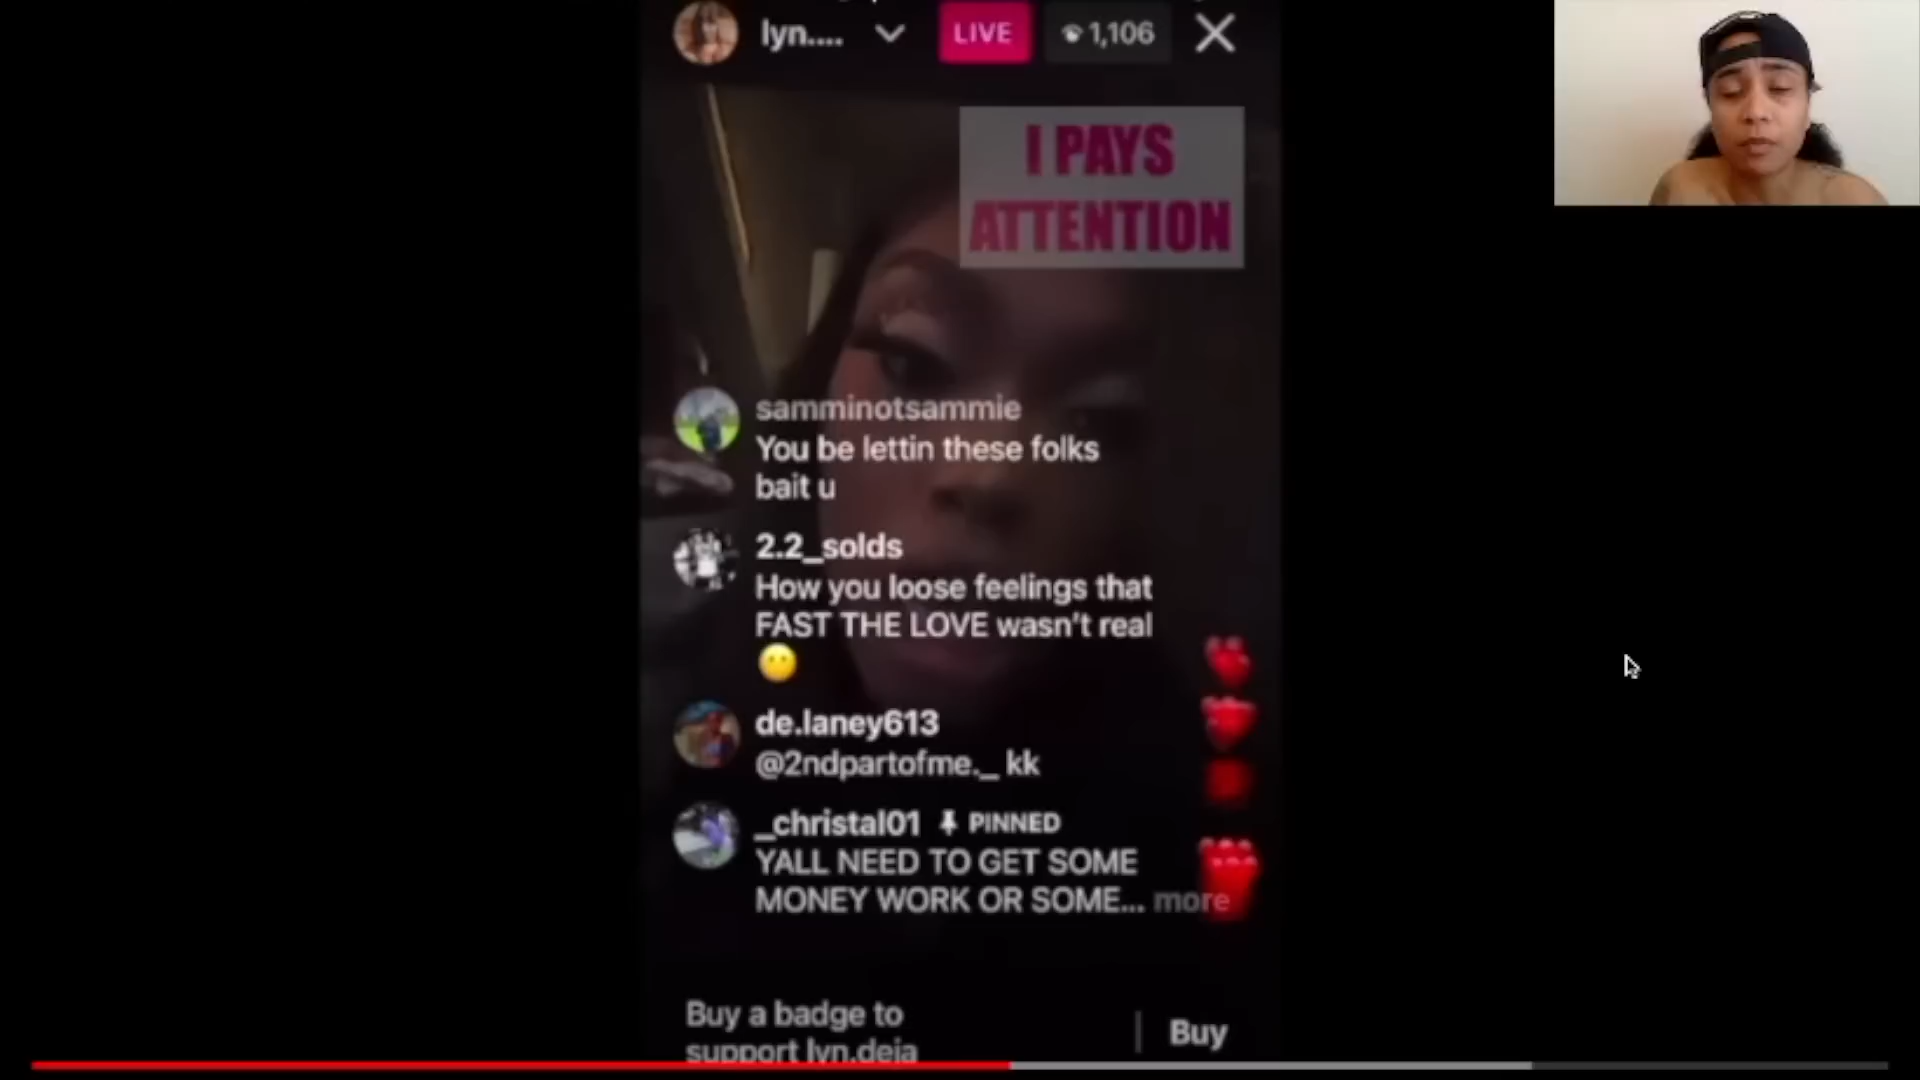 lyn....
LIVE
1,106
I PAYS
ATTENTION
samminotsammie
You be lettin these folks
bait u
2.2_solds
How you loose feelings that
FAST THE LOVE wasn't real
😶
de.laney613
@2ndpartofme._ kk
_christal01 PINNED
YALL NEED TO GET SOME
MONEY WORK OR SOME... more
Buy a badge to
support lyn.deja
Buy